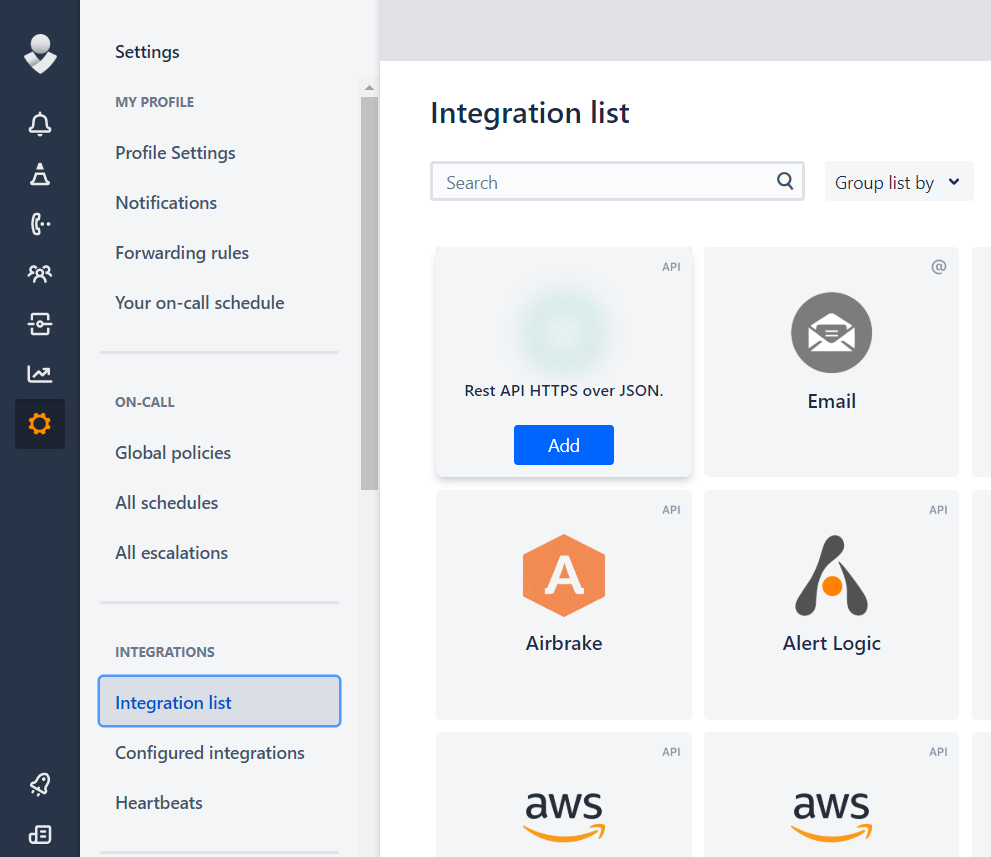 Settings
MY PROFILE
Profile Settings
Notifications
Forwarding rules
Your on-call schedule
ON-CALL
Global policies
All schedules
All escalations
INTEGRATIONS
Integration list
Configured integrations
Heartbeats
Integration list
Search
Group list by
API
Rest API HTTPS over JSON.
Add
@
Email
API
A
Airbrake
API
Alert Logic
API
aws
API
aws